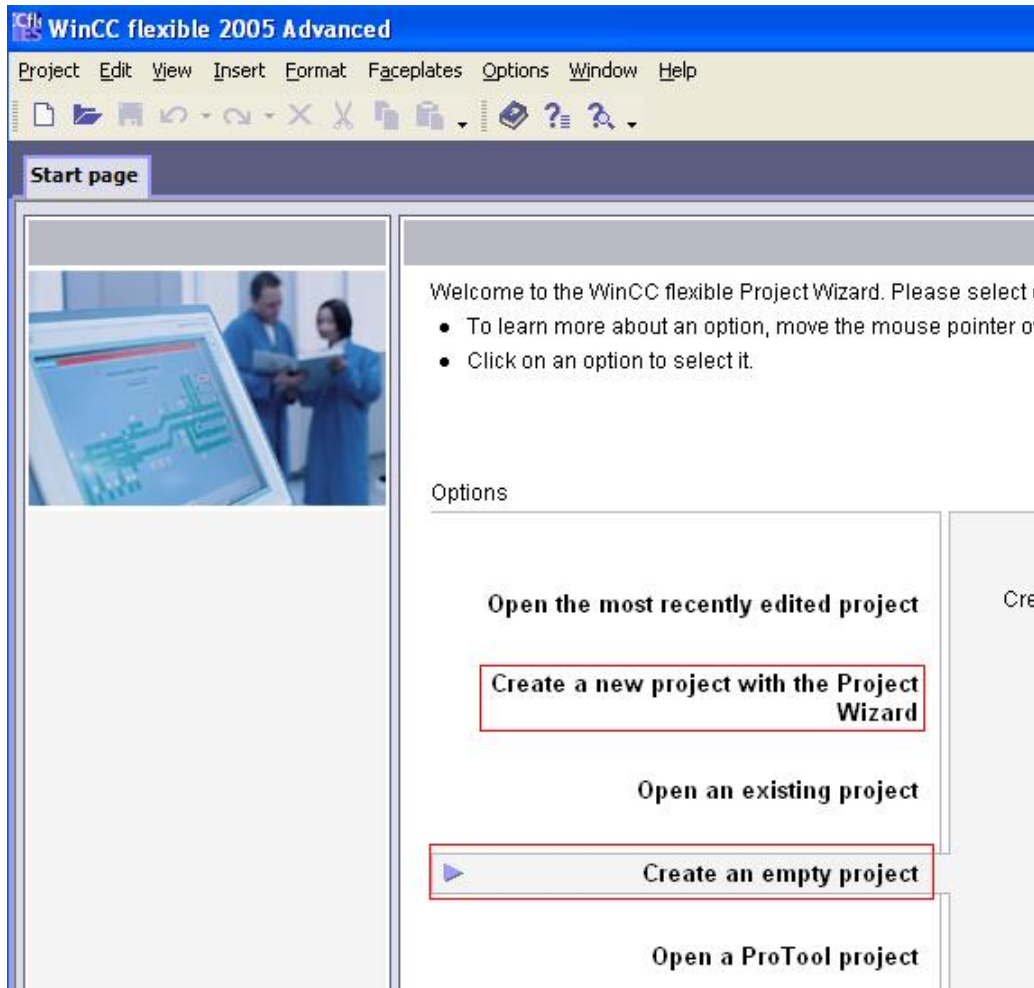 WinCC flexible 2005 Advanced
Project Edit View Insert Format Faceplates Options Window Help
Start page
Welcome to the WinCC flexible Project Wizard. Please select
• To learn more about an option, move the mouse pointer
• Click on an option to select it.
Options
Open the most recently edited project
Cre
Create a new project with the Project
Wizard
Open an existing project
Create an empty project
Open a ProTool project